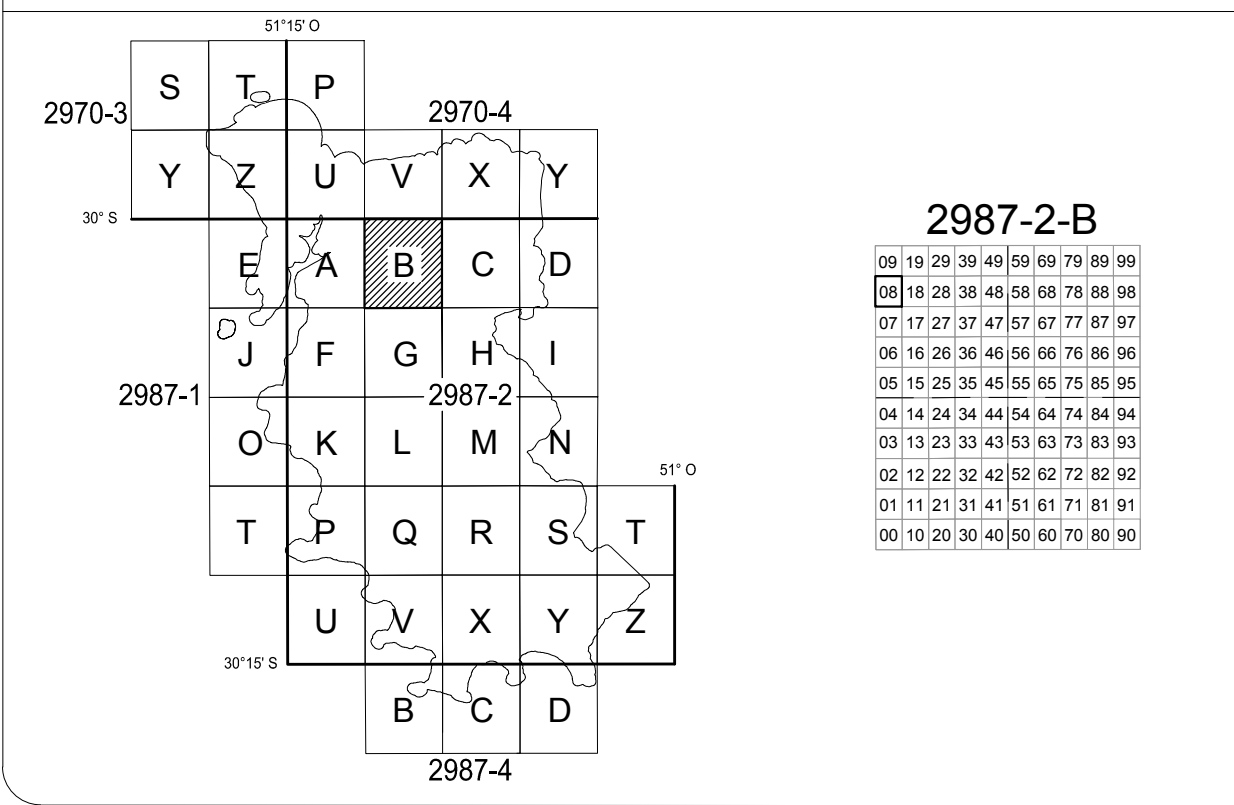 51°15' O
S T P
2970-3 2970-4
Y Z U V X Y
30° S
E A B C D
J F G H I
2987-1 2987-2
O K L M N
51° O
T P Q R S T
U V X Y Z
30°15' S
B C D
2987-4
2987-2-B
09 19 29 39 49 59 69 79 89 99
08 18 28 38 48 58 68 78 88 98
07 17 27 37 47 57 67 77 87 97
06 16 26 36 46 56 66 76 86 96
05 15 25 35 45 55 65 75 85 95
04 14 24 34 44 54 64 74 84 94
03 13 23 33 43 53 63 73 83 93
02 12 22 32 42 52 62 72 82 92
01 11 21 31 41 51 61 71 81 91
00 10 20 30 40 50 60 70 80 90